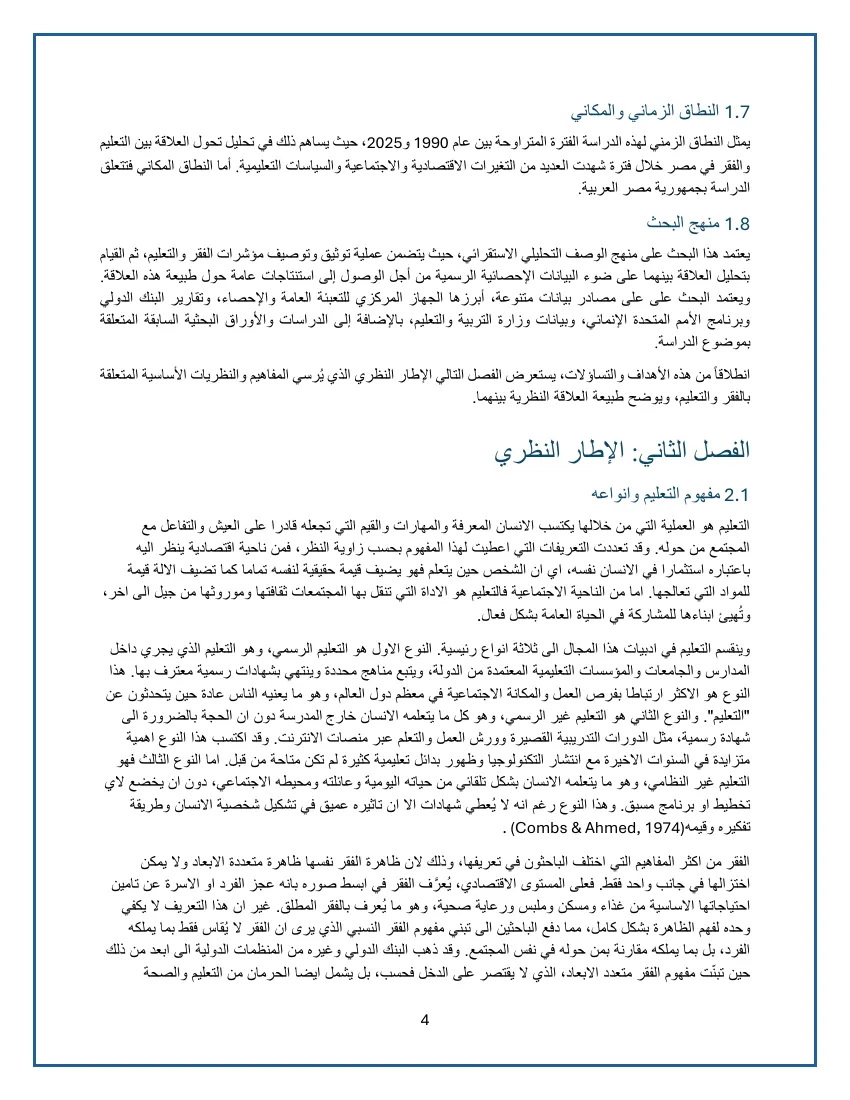 1.7 النطاق الزماني والمكاني
يمثل النطاق الزمني لهذه الدراسة الفترة المتراوحة بين عام 1990 و2025، حيث يساهم ذلك في تحليل تحول العلاقة بين التعليم
والفقر في مصر خلال فترة شهدت العديد من التغيرات الاقتصادية والاجتماعية والسياسات التعليمية. أما النطاق المكاني فتتعلق
الدراسة بجمهورية مصر العربية.
1.8 منهج البحث
يعتمد هذا البحث على منهج الوصف التحليلي الاستقرائي، حيث يتضمن عملية توثيق وتوصيف مؤشرات الفقر والتعليم، ثم القيام
بتحليل العلاقة بينهما على ضوء البيانات الإحصائية الرسمية من أجل الوصول إلى استنتاجات عامة حول طبيعة هذه العلاقة.
ويعتمد البحث على على مصادر بيانات متنوعة، أبرزها الجهاز المركزي للتعبئة العامة والإحصاء، وتقارير البنك الدولي
وبرنامج الأمم المتحدة الإنمائي، وبيانات وزارة التربية والتعليم، بالإضافة إلى الدراسات والأوراق البحثية السابقة المتعلقة
بموضوع الدراسة.
انطلاقاً من هذه الأهداف والتساؤلات، يستعرض الفصل التالي الإطار النظري الذي يُرسي المفاهيم والنظريات الأساسية المتعلقة
بالفقر والتعليم، ويوضح طبيعة العلاقة النظرية بينهما.
الفصل الثاني: الإطار النظري
2.1 مفهوم التعليم وانواعه
التعليم هو العملية التي من خلالها يكتسب الانسان المعرفة والمهارات والقيم التي تجعله قادرا على العيش والتفاعل مع
المجتمع من حوله. وقد تعددت التعريفات التي اعطيت لهذا المفهوم بحسب زاوية النظر، فمن ناحية اقتصادية ينظر اليه
باعتباره استثمارا في الانسان نفسه، اي ان الشخص حين يتعلم فهو يضيف قيمة حقيقية لنفسه تماما كما تضيف الالة قيمة
للمواد التي تعالجها. اما من الناحية الاجتماعية فالتعليم هو الاداة التي تنقل بها المجتمعات ثقافتها وموروثها من جيل الى اخر،
وتُهيئ ابناءها للمشاركة في الحياة العامة بشكل فعال.
وينقسم التعليم في ادبيات هذا المجال الى ثلاثة انواع رئيسية. النوع الاول هو التعليم الرسمي، وهو التعليم الذي يجري داخل
المدارس والجامعات والمؤسسات التعليمية المعتمدة من الدولة، ويتبع مناهج محددة وينتهي بشهادات رسمية معترف بها. هذا
النوع هو الاكثر ارتباطا بفرص العمل والمكانة الاجتماعية في معظم دول العالم، وهو ما يعنيه الناس عادة حين يتحدثون عن
"التعليم". والنوع الثاني هو التعليم غير الرسمي، وهو كل ما يتعلمه الانسان خارج المدرسة دون ان الحجة بالضرورة الى
شهادة رسمية، مثل الدورات التدريبية القصيرة وورش العمل والتعلم عبر منصات الانترنت. وقد اكتسب هذا النوع اهمية
متزايدة في السنوات الاخيرة مع انتشار التكنولوجيا وظهور بدائل تعليمية كثيرة لم تكن متاحة من قبل. اما النوع الثالث فهو
التعليم غير النظامي، وهو ما يتعلمه الانسان بشكل تلقائي من حياته اليومية وعائلته ومحيطه الاجتماعي، دون ان يخضع لاي
تخطيط او برنامج مسبق. وهذا النوع رغم انه لا يُعطي شهادات الا ان تاثيره عميق في تشكيل شخصية الانسان وطريقة
تفكيره وقيمه(Combs & Ahmed, 1974) .
الفقر من اكثر المفاهيم التي اختلف الباحثون في تعريفها، وذلك لان ظاهرة الفقر نفسها ظاهرة متعددة الابعاد ولا يمكن
اختزالها في جانب واحد فقط. فعلى المستوى الاقتصادي، يُعرَّف الفقر في ابسط صوره بانه عجز الفرد او الاسرة عن تامين
احتياجاتها الاساسية من غذاء ومسكن وملبس ورعاية صحية، وهو ما يُعرف بالفقر المطلق. غير ان هذا التعريف لا يكفي
وحده لفهم الظاهرة بشكل كامل، مما دفع الباحثين الى تبني مفهوم الفقر النسبي الذي يرى ان الفقر لا يُقاس فقط بما يملكه
الفرد، بل بما يملكه مقارنة بمن حوله في نفس المجتمع. وقد ذهب البنك الدولي وغيره من المنظمات الدولية الى ابعد من ذلك
حين تبنّت مفهوم الفقر متعدد الابعاد، الذي لا يقتصر على الدخل فحسب، بل يشمل ايضا الحرمان من التعليم والصحة
4